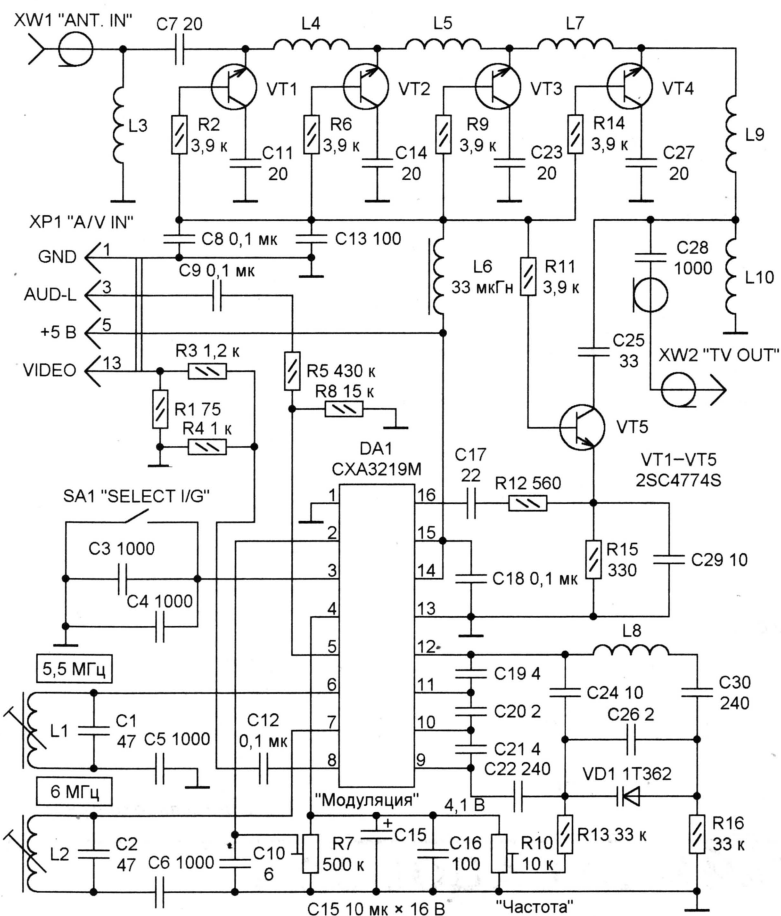 XW1 "ANT. IN"
C7 20
L4
L5
L7
VT1
VT2
VT3
VT4
L3
R2
3,9 к
R6
3,9 к
R9
3,9 к
R14
3,9 к
L9
C11
20
C14
20
C23
20
C27
20
XP1 "A/V IN"
C8 0,1 мк
C13 100
GND
1
C9 0,1 мк
L6
33 мкГн
R11
3,9 к
C28
1000
L10
AUD-L
3
+5 В
5
C25
33
XW2 "TV OUT"
VIDEO
13
R3 1,2 к
R5 430 к
R1 75
R8 15 к
R4 1 к
VT5
DA1
CXA3219M
C17
22
VT1–VT5
2SC4774S
R12 560
SA1 "SELECT I/G"
1
16
2
15
C3 1000
R15
330
C29 10
3
14
C18 0,1 мк
C4 1000
4
13
L8
5
12
5,5 МГц
C19 4
C24 10
C30
240
6
11
L1
C1
47
C5 1000
C12
0,1 мк
C20 2
C26 2
7
10
C21 4
8
9
C22 240
VD1 1T362
6 МГц
"Модуляция"
4,1 В
L2
C2
47
C6 1000
C10
6
R7
500 к
+
C15
C16
100
R10
10 к
R13 33 к
R16
33 к
C15 10 мк × 16 В
"Частота"